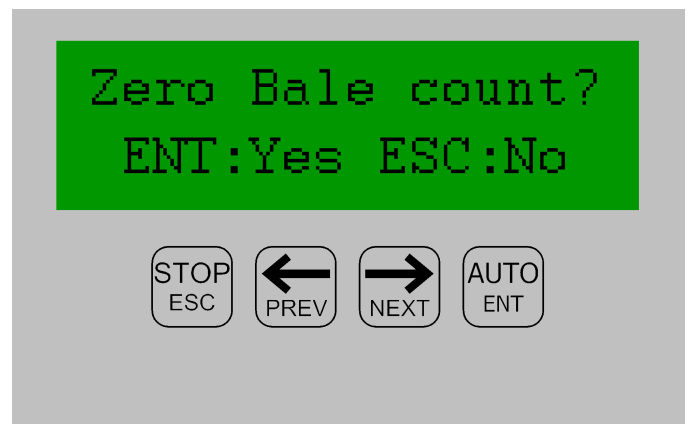 Zero Bale count?
ENT:Yes ESC:No
STOP
ESC
PREV
NEXT
AUTO
ENT